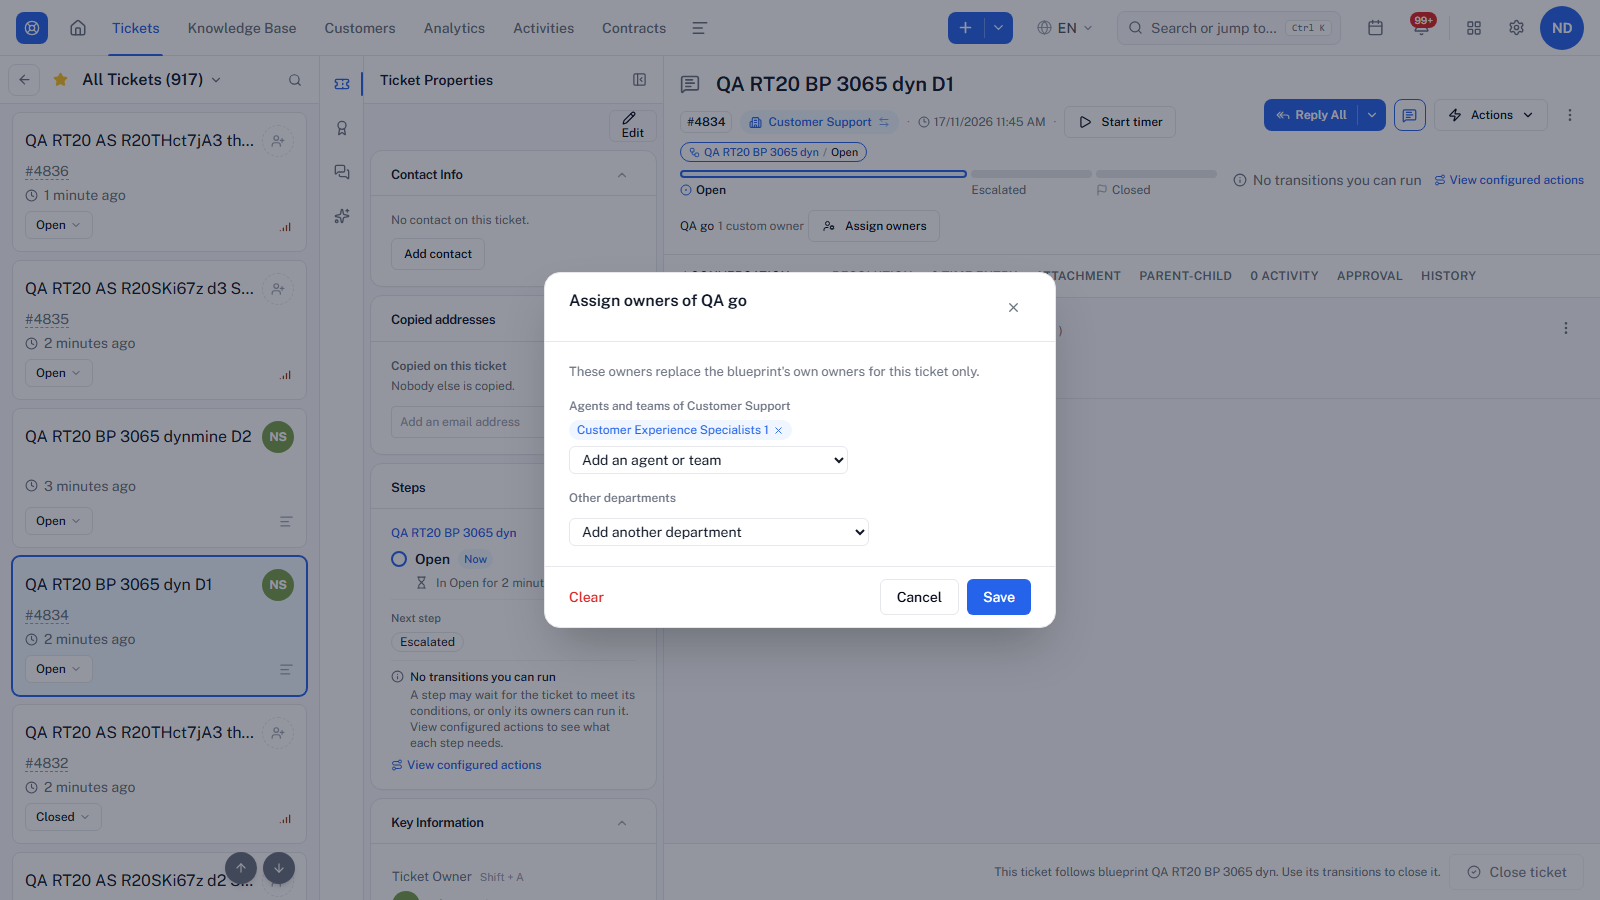 Tickets
Knowledge Base
Customers
Analytics
Activities
Contracts
EN
Search or jump to...
Ctrl K
99+
ND
All Tickets (917)
QA RT20 AS R20THct7jA3 th...
#4836
1 minute ago
Open
QA RT20 AS R20SKi67z d3 S...
#4835
2 minutes ago
Open
QA RT20 BP 3065 dynmine D2
NS
3 minutes ago
Open
QA RT20 BP 3065 dyn D1
NS
#4834
2 minutes ago
Open
QA RT20 AS R20THct7jA3 th...
#4832
2 minutes ago
Closed
QA RT20 AS R20SKi67z d2
Ticket Properties
Edit
Contact Info
No contact on this ticket.
Add contact
Copied addresses
Copied on this ticket
Nobody else is copied.
Add an email address
Steps
QA RT20 BP 3065 dyn
Open
Now
In Open for 2 minut
Next step
Escalated
No transitions you can run
A step may wait for the ticket to meet its
conditions, or only its owners can run it.
View configured actions to see what
each step needs.
View configured actions
Key Information
Ticket Owner
Shift + A
QA RT20 BP 3065 dyn D1
#4834
Customer Support
17/11/2026 11:45 AM
Start timer
Reply All
Actions
QA RT20 BP 3065 dyn / Open
Open
Escalated
Closed
No transitions you can run
View configured actions
QA go 1 custom owner
Assign owners
ATTACHMENT
PARENT-CHILD
0 ACTIVITY
APPROVAL
HISTORY
Assign owners of QA go
These owners replace the blueprint's own owners for this ticket only.
Agents and teams of Customer Support
Customer Experience Specialists 1
Add an agent or team
Other departments
Add another department
Clear
Cancel
Save
This ticket follows blueprint QA RT20 BP 3065 dyn. Use its transitions to close it.
Close ticket